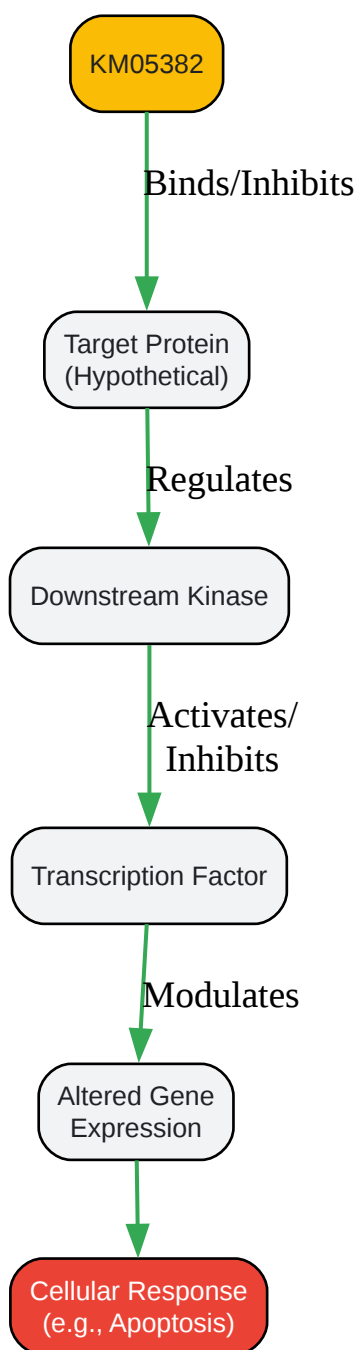 KM05382
Binds/Inhibits
Target Protein
(Hypothetical)
Regulates
Downstream Kinase
Activates/
Inhibits
Transcription Factor
Modulates
Altered Gene
Expression
Cellular Response
(e.g., Apoptosis)